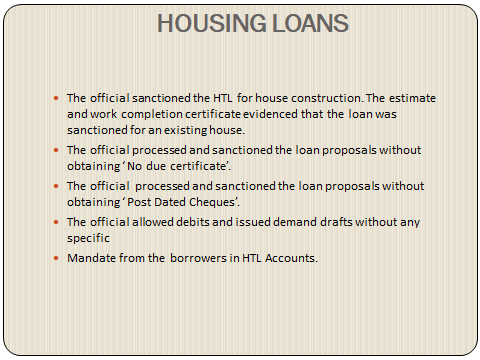 HOUSING LOANS
• The official sanctioned the HTL for house construction. The estimate
and work completion certificate evidenced that the loan was
sanctioned for an existing house.
• The official processed and sanctioned the loan proposals without
obtaining ‘ No due certificate’.
• The official processed and sanctioned the loan proposals without
obtaining ‘ Post Dated Cheques’.
• The official allowed debits and issued demand drafts without any
specific
• Mandate from the borrowers in HTL Accounts.